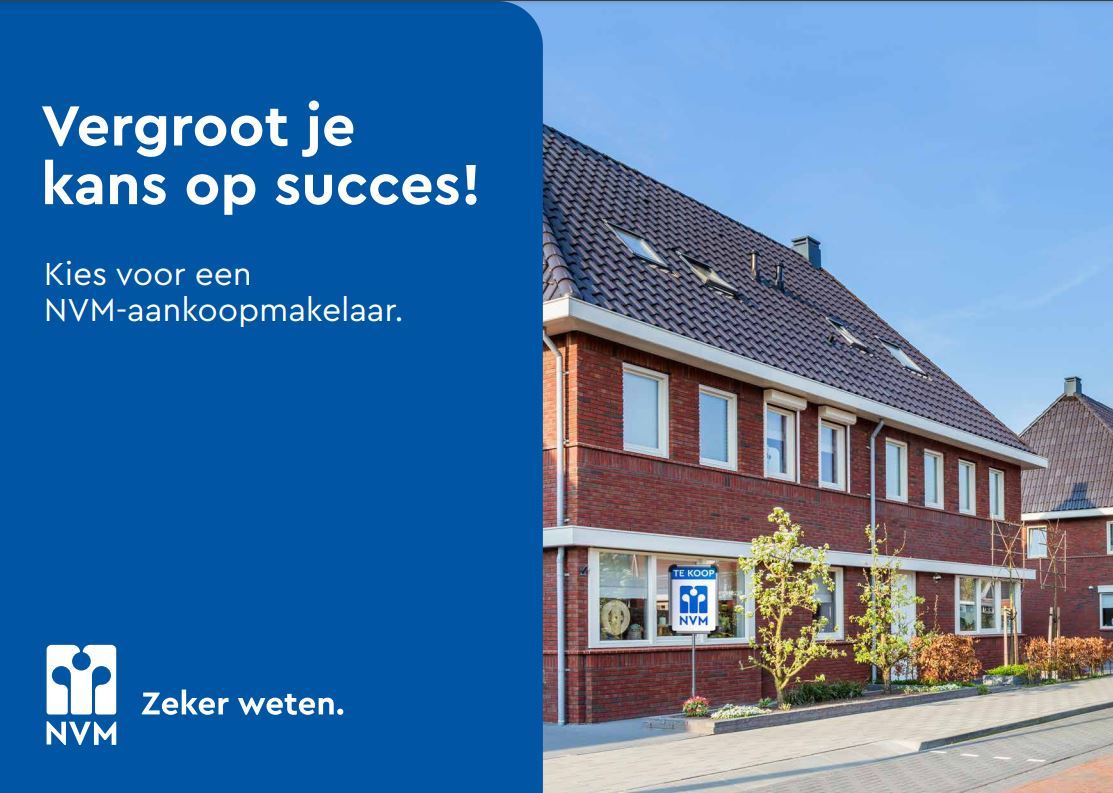 Vergroot je
kans op succes!
Kies voor een
NVM-aankoopmakelaar.
NVM
Zeker weten.
TE KOOP
NVM